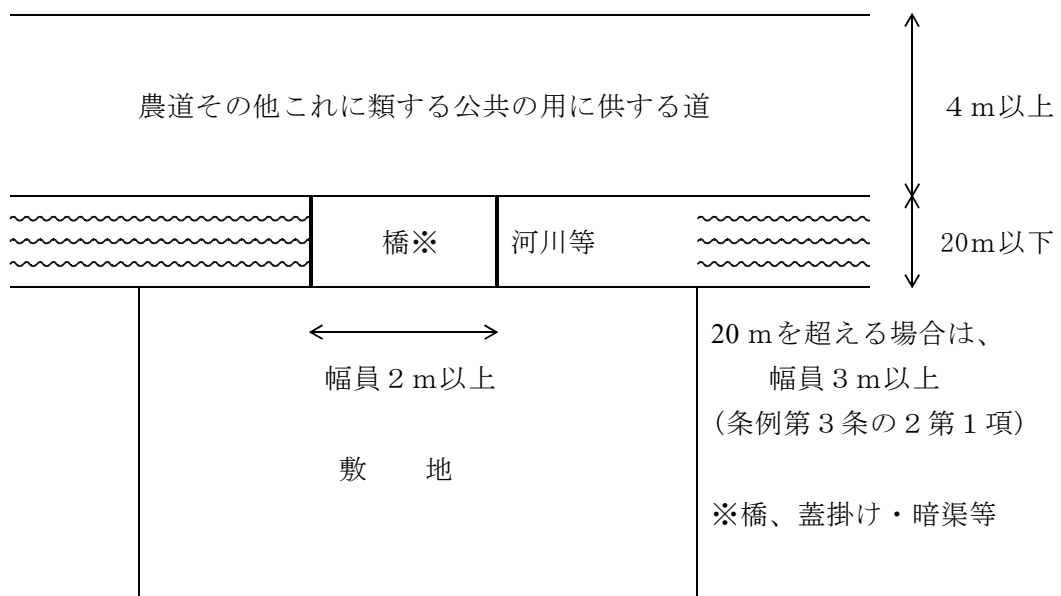 農道その他これに類する公共の用に供する道
４ｍ以上
橋※
河川等
20ｍ以下
幅員２ｍ以上
20 ｍを超える場合は、
幅員３ｍ以上
（条例第３条の２第１項）
敷　　地
※橋、蓋掛け・暗渠等